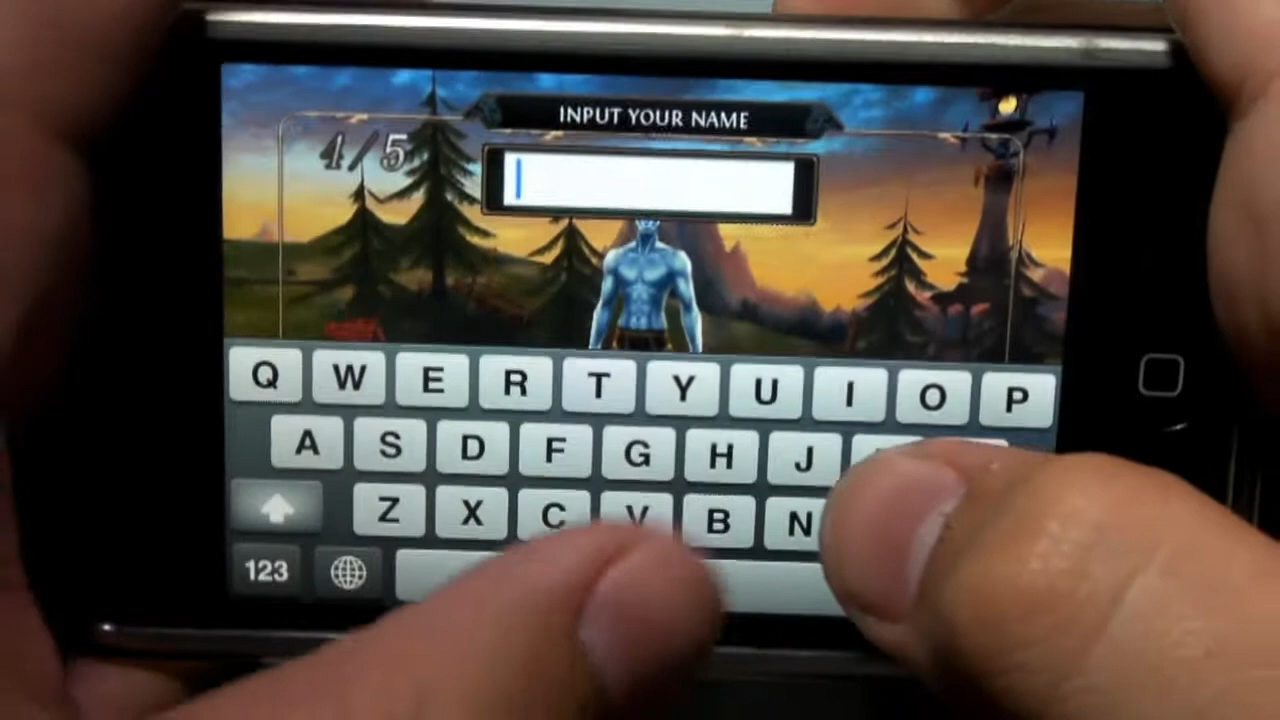 INPUT YOUR NAME
4/5
Q W E R T Y U I O P
A S D F G H J
Z X C V B N
123